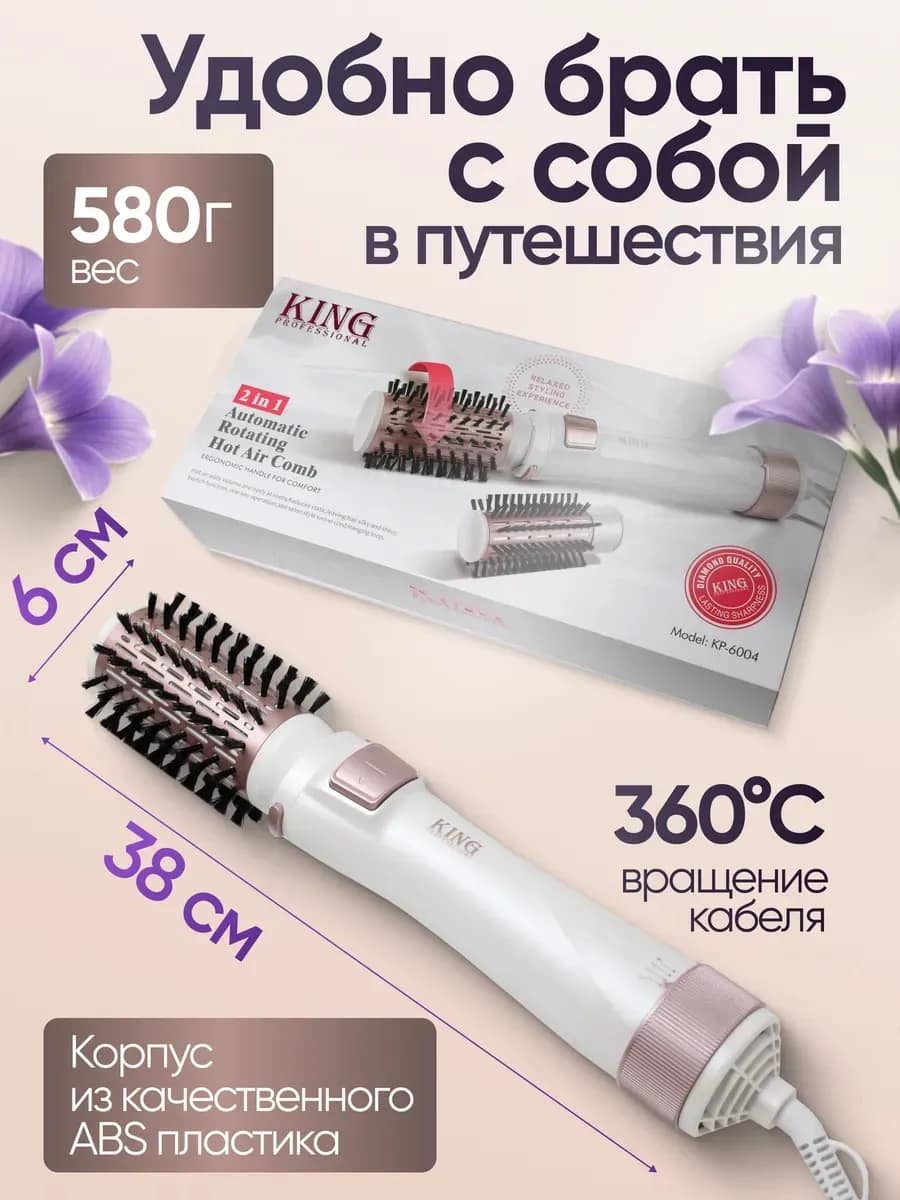 Удобно брать
с собой
в путешествия
580г
вес
KING
PROFESSIONAL
RELAXED
STYLING
EXPERIENCE
2 in 1
Automatic
Rotating
Hot Air Comb
ERGONOMIC HANDLE FOR COMFORT
DIAMOND QUALITY
KING
LASTING SHARPNESS
Model: KP-6004
6 см
38 см
KING
360°C
вращение
кабеля
Корпус
из качественного
ABS пластика